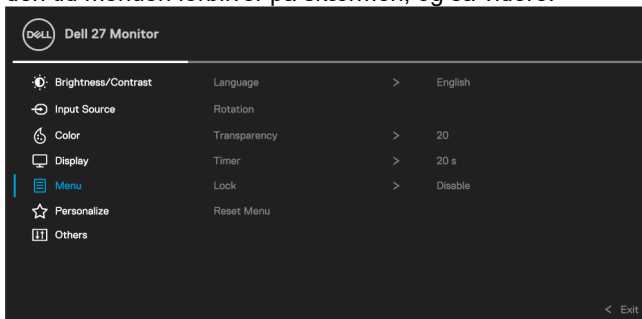 DELL Dell 27 Monitor
Brightness/Contrast Language > English
Input Source Rotation
Color Transparency > 20
Display Timer > 20 s
Menu Lock > Disable
Personalize Reset Menu
Others
< Exit